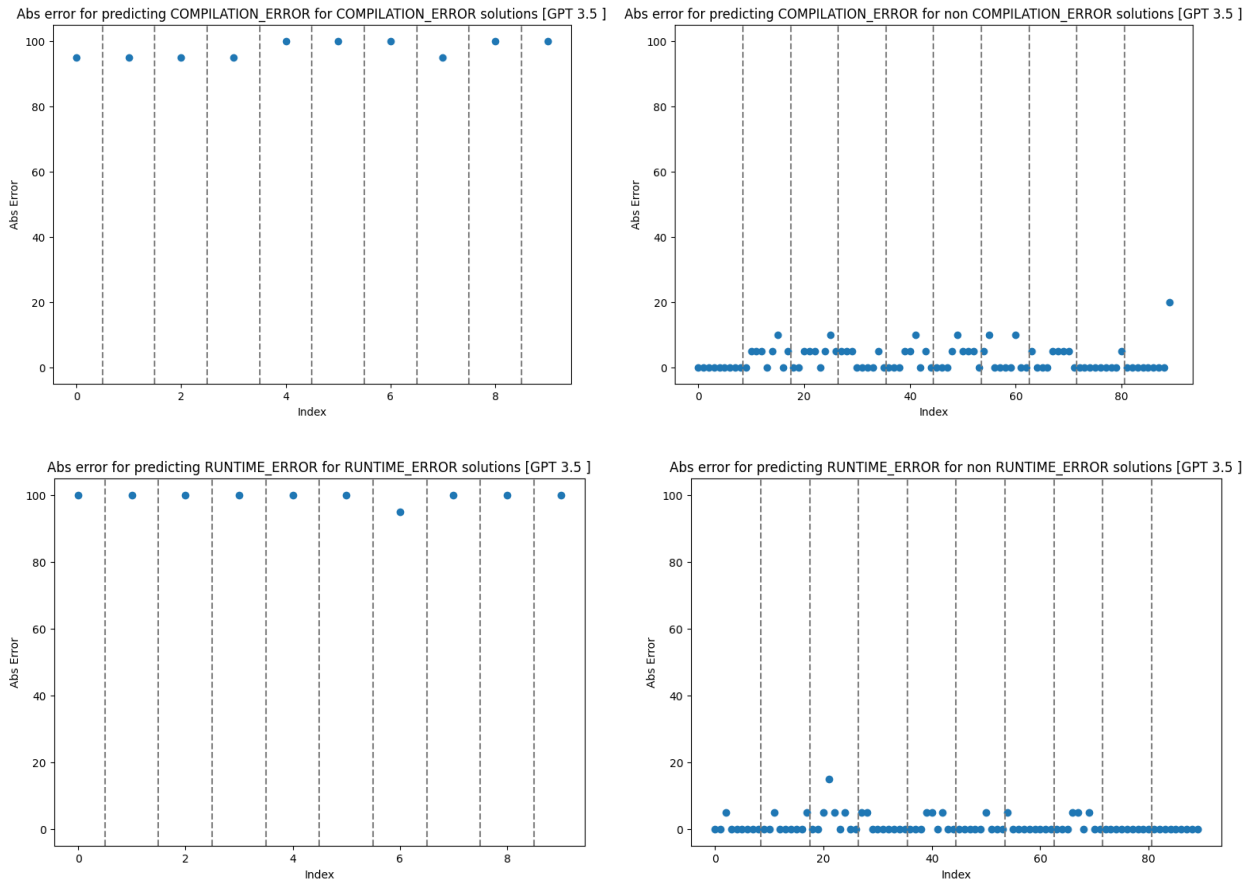 Abs error for predicting COMPILATION_ERROR for COMPILATION_ERROR solutions [GPT 3.5 ]
100
80
60
40
20
0
Abs Error
0 2 4 6 8
Index
Abs error for predicting COMPILATION_ERROR for non COMPILATION_ERROR solutions [GPT 3.5 ]
100
80
60
40
20
0
Abs Error
0 20 40 60 80
Index
Abs error for predicting RUNTIME_ERROR for RUNTIME_ERROR solutions [GPT 3.5 ]
100
80
60
40
20
0
Abs Error
0 2 4 6 8
Index
Abs error for predicting RUNTIME_ERROR for non RUNTIME_ERROR solutions [GPT 3.5 ]
100
80
60
40
20
0
Abs Error
0 20 40 60 80
Index